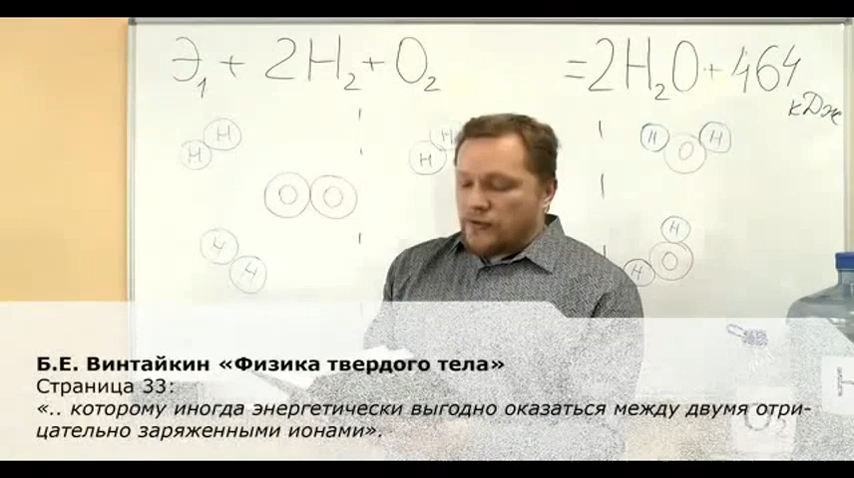 Э₁ + 2H₂ + O₂ = 2H₂O + 464
кДж
H H H H H H
O O O
H H O
H H O
Б.Е. Винтайкин «Физика твердого тела»
Страница 33:
«.. которому иногда энергетически выгодно оказаться между двумя отри-
цательно заряженными ионами».